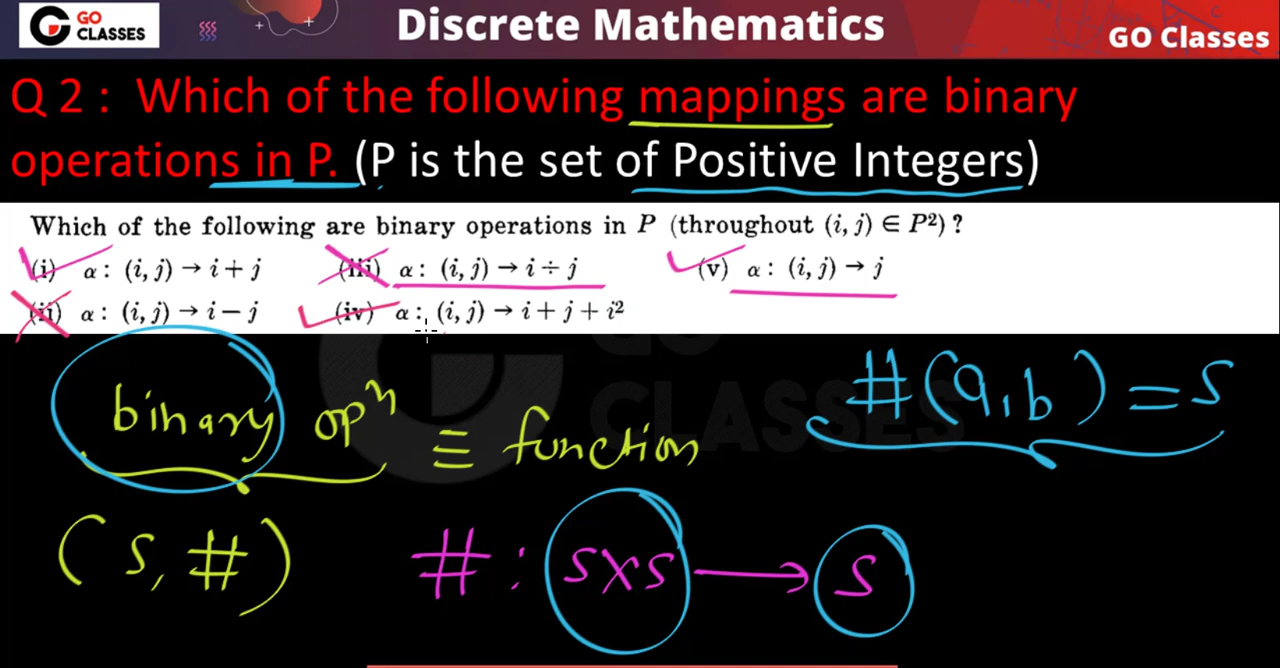 GO
CLASSES
Discrete Mathematics
GO Classes
Q 2 : Which of the following mappings are binary
operations in P. (P is the set of Positive Integers)
Which of the following are binary operations in P (throughout (i, j) ∈ P²) ?
(i) α : (i, j) → i + j (iii) α : (i, j) → i ÷ j (v) α : (i, j) → j
(ii) α : (i, j) → i − j (iv) α : (i, j) → i + j + i²
#(a,b) = S
binary opⁿ ≡ function
(S, #) # : S×S → S
GO
CLASSES